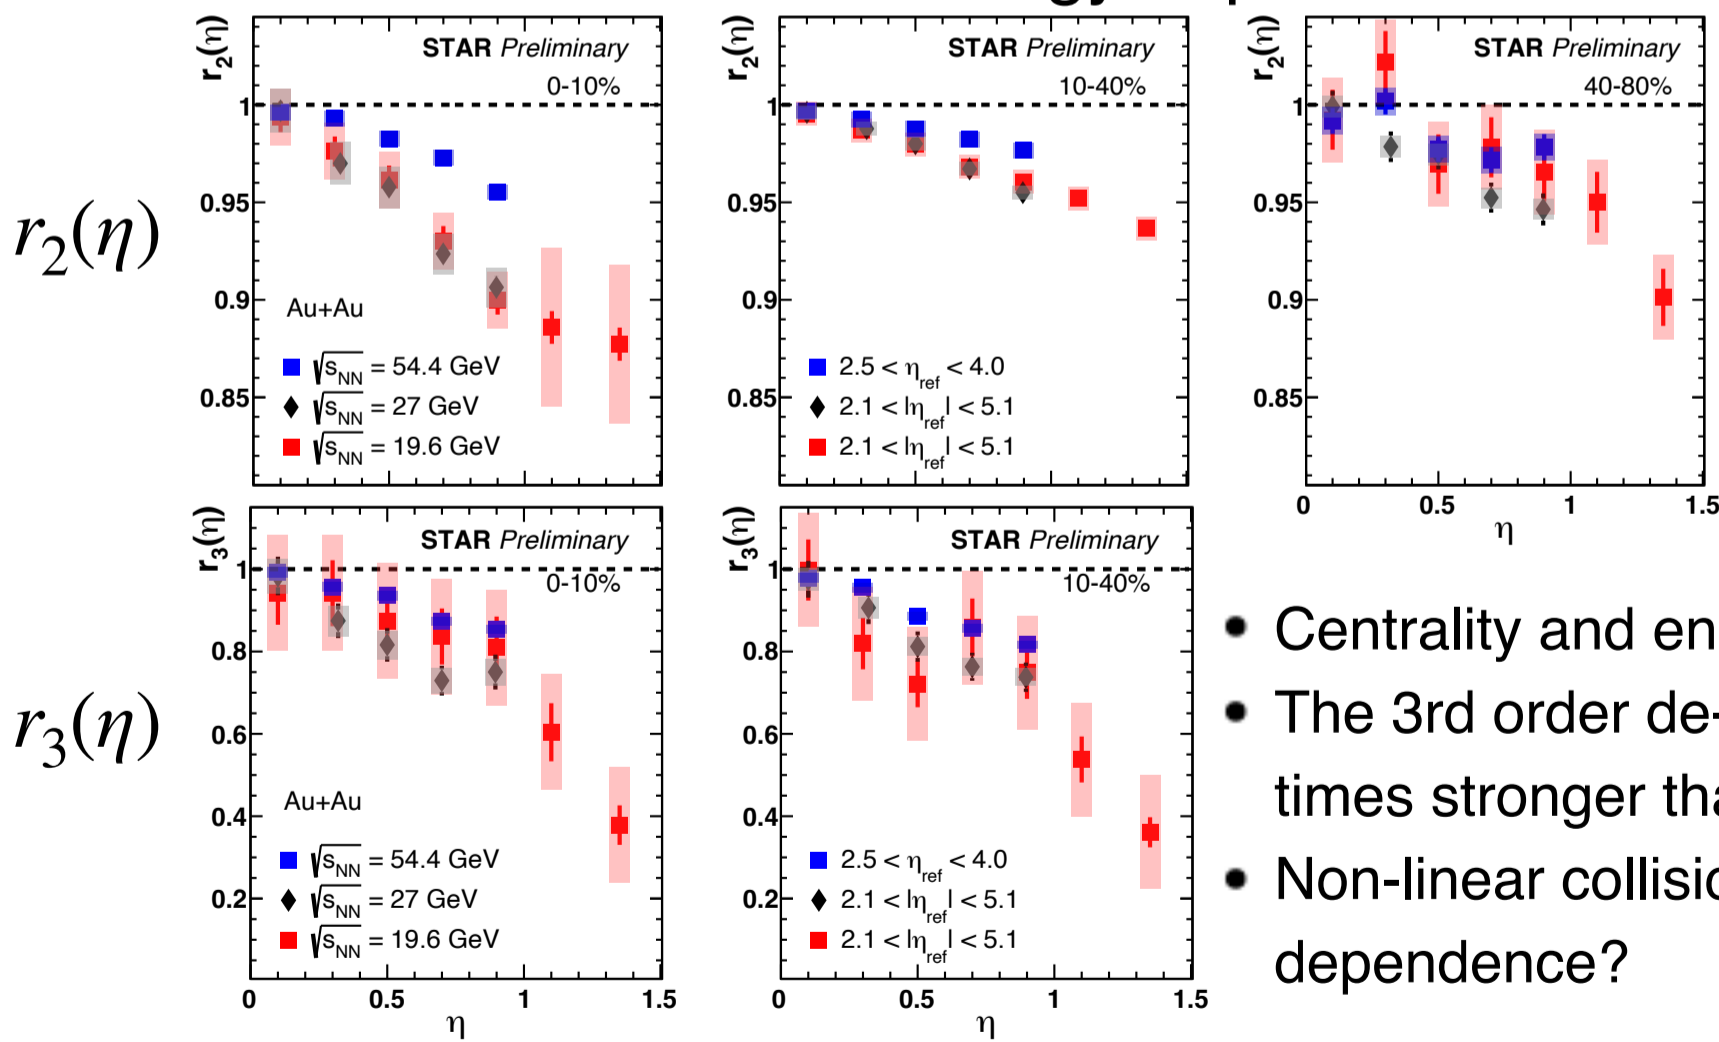 r₂(η)
r₂(η)
STAR Preliminary
0-10%
1
0.95
0.9
0.85
Au+Au
√sNN = 54.4 GeV
√sNN = 27 GeV
√sNN = 19.6 GeV
r₂(η)
STAR Preliminary
10-40%
1
0.95
0.9
0.85
2.5 < ηref < 4.0
2.1 < |ηref| < 5.1
2.1 < |ηref| < 5.1
r₂(η)
STAR Preliminary
40-80%
1
0.95
0.9
0.85
0 0.5 1 1.5
η
r₃(η)
r₃(η)
STAR Preliminary
0-10%
1
0.8
0.6
0.4
0.2
Au+Au
√sNN = 54.4 GeV
√sNN = 27 GeV
√sNN = 19.6 GeV
0 0.5 1 1.5
η
r₃(η)
STAR Preliminary
10-40%
1
0.8
0.6
0.4
0.2
2.5 < ηref < 4.0
2.1 < |ηref| < 5.1
2.1 < |ηref| < 5.1
0 0.5 1 1.5
η
• Centrality and en
• The 3rd order de-
times stronger tha
• Non-linear collisio
dependence?